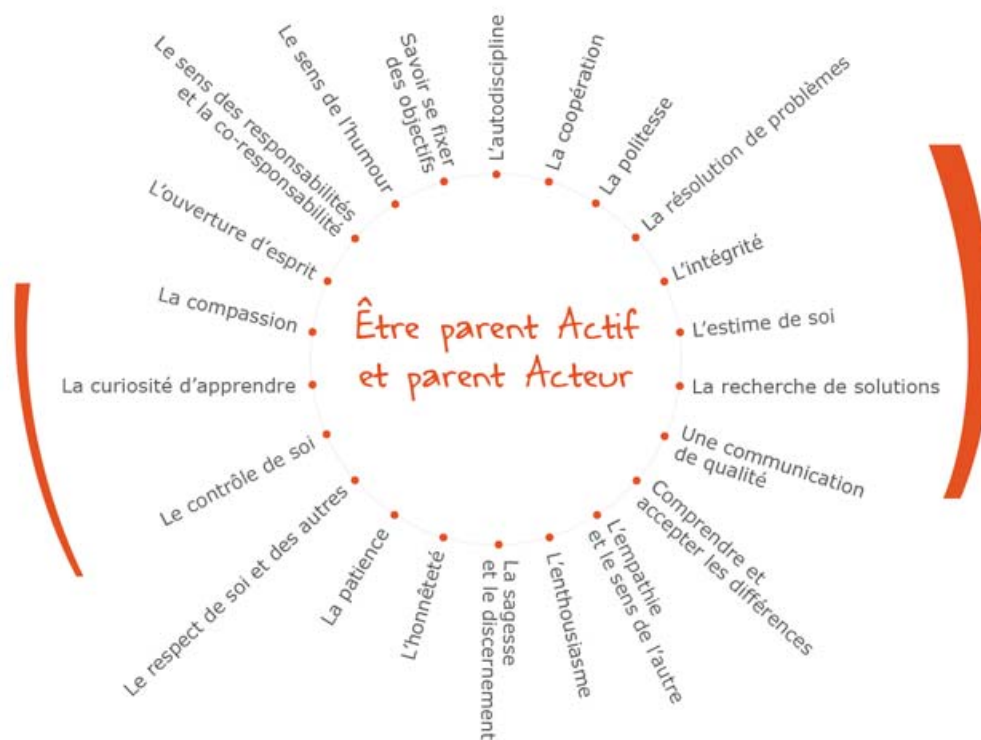 Être parent Actif
et parent Acteur
L'autodiscipline
La coopération
La politesse
La résolution de problèmes
L'intégrité
L'estime de soi
La recherche de solutions
Une communication
de qualité
Comprendre et
accepter les différences
L'empathie
et le sens de l'autre
L'enthousiasme
La sagesse
et le discernement
L'honnêteté
La patience
Le respect de soi et des autres
Le contrôle de soi
La curiosité d'apprendre
La compassion
L'ouverture d'esprit
Le sens des responsabilités
et la co-responsabilité
Le sens de l'humour
Savoir se fixer
des objectifs